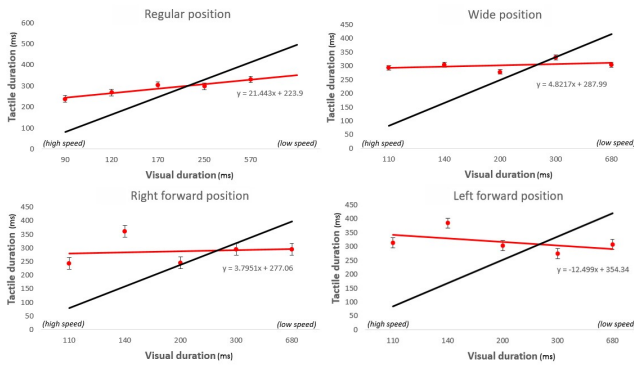 Regular position
Tactile duration (ms)
600
500
400
300
200
100
0
y = 21.443x + 223.9
(high speed)
(low speed)
90 120 170 250 570
Visual duration (ms)
Wide position
Tactile duration (ms)
450
400
350
300
250
200
150
100
50
0
y = 4.8217x + 287.99
(high speed)
(low speed)
110 140 200 300 680
Visual duration (ms)
Right forward position
Tactile duration (ms)
450
400
350
300
250
200
150
100
50
0
y = 3.7951x + 277.06
(high speed)
(low speed)
110 140 200 300 680
Visual duration (ms)
Left forward position
Tactile duration (ms)
450
400
350
300
250
200
150
100
50
0
y = -12.499x + 354.34
(high speed)
(low speed)
110 140 200 300 680
Visual duration (ms)